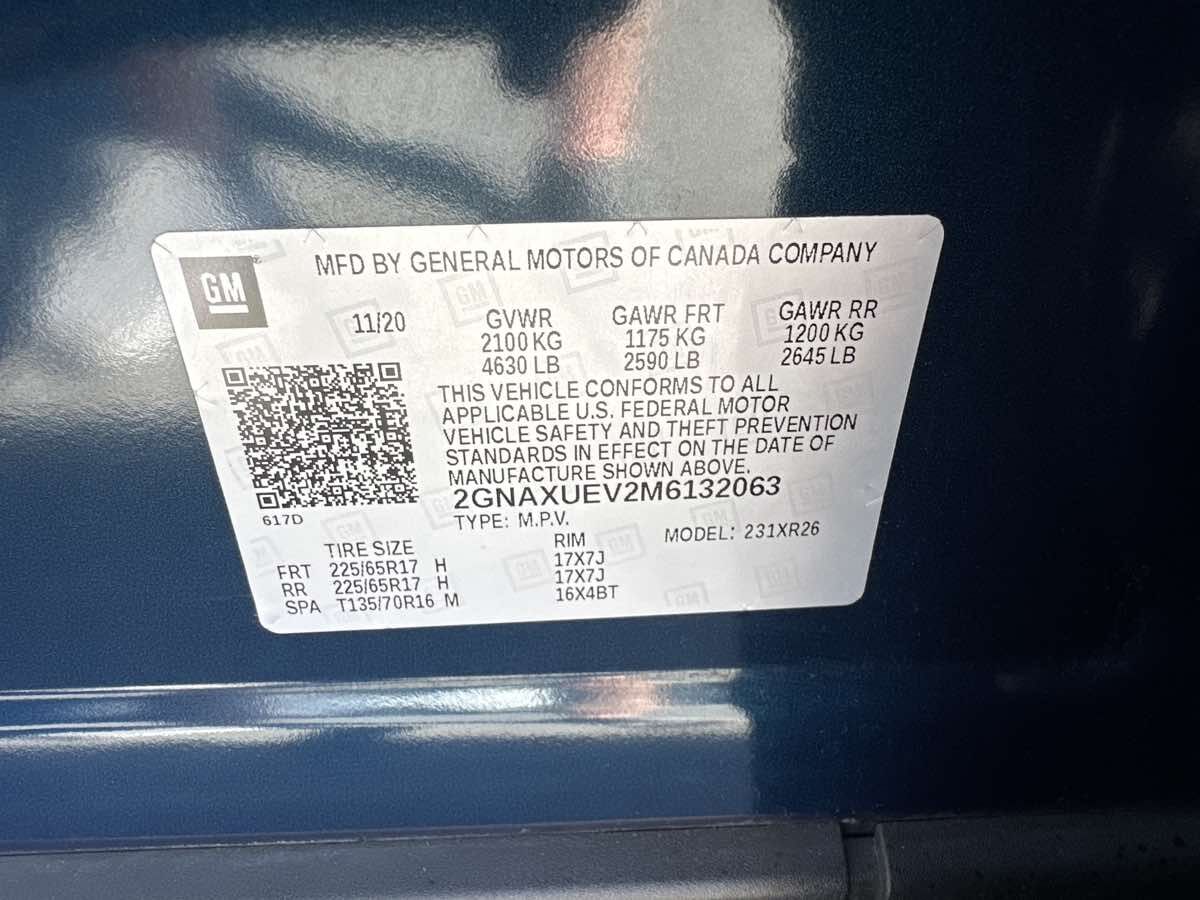 GM
MFD BY GENERAL MOTORS OF CANADA COMPANY
11/20 GVWR GAWR FRT GAWR RR
2100 KG 1175 KG 1200 KG
4630 LB 2590 LB 2645 LB
THIS VEHICLE CONFORMS TO ALL
APPLICABLE U.S. FEDERAL MOTOR
VEHICLE SAFETY AND THEFT PREVENTION
STANDARDS IN EFFECT ON THE DATE OF
MANUFACTURE SHOWN ABOVE.
2GNAXUEV2M6132063
617D TYPE: M.P.V. MODEL: 231XR26
TIRE SIZE RIM
FRT 225/65R17 H 17X7J
RR 225/65R17 H 17X7J
SPA T135/70R16 M 16X4BT